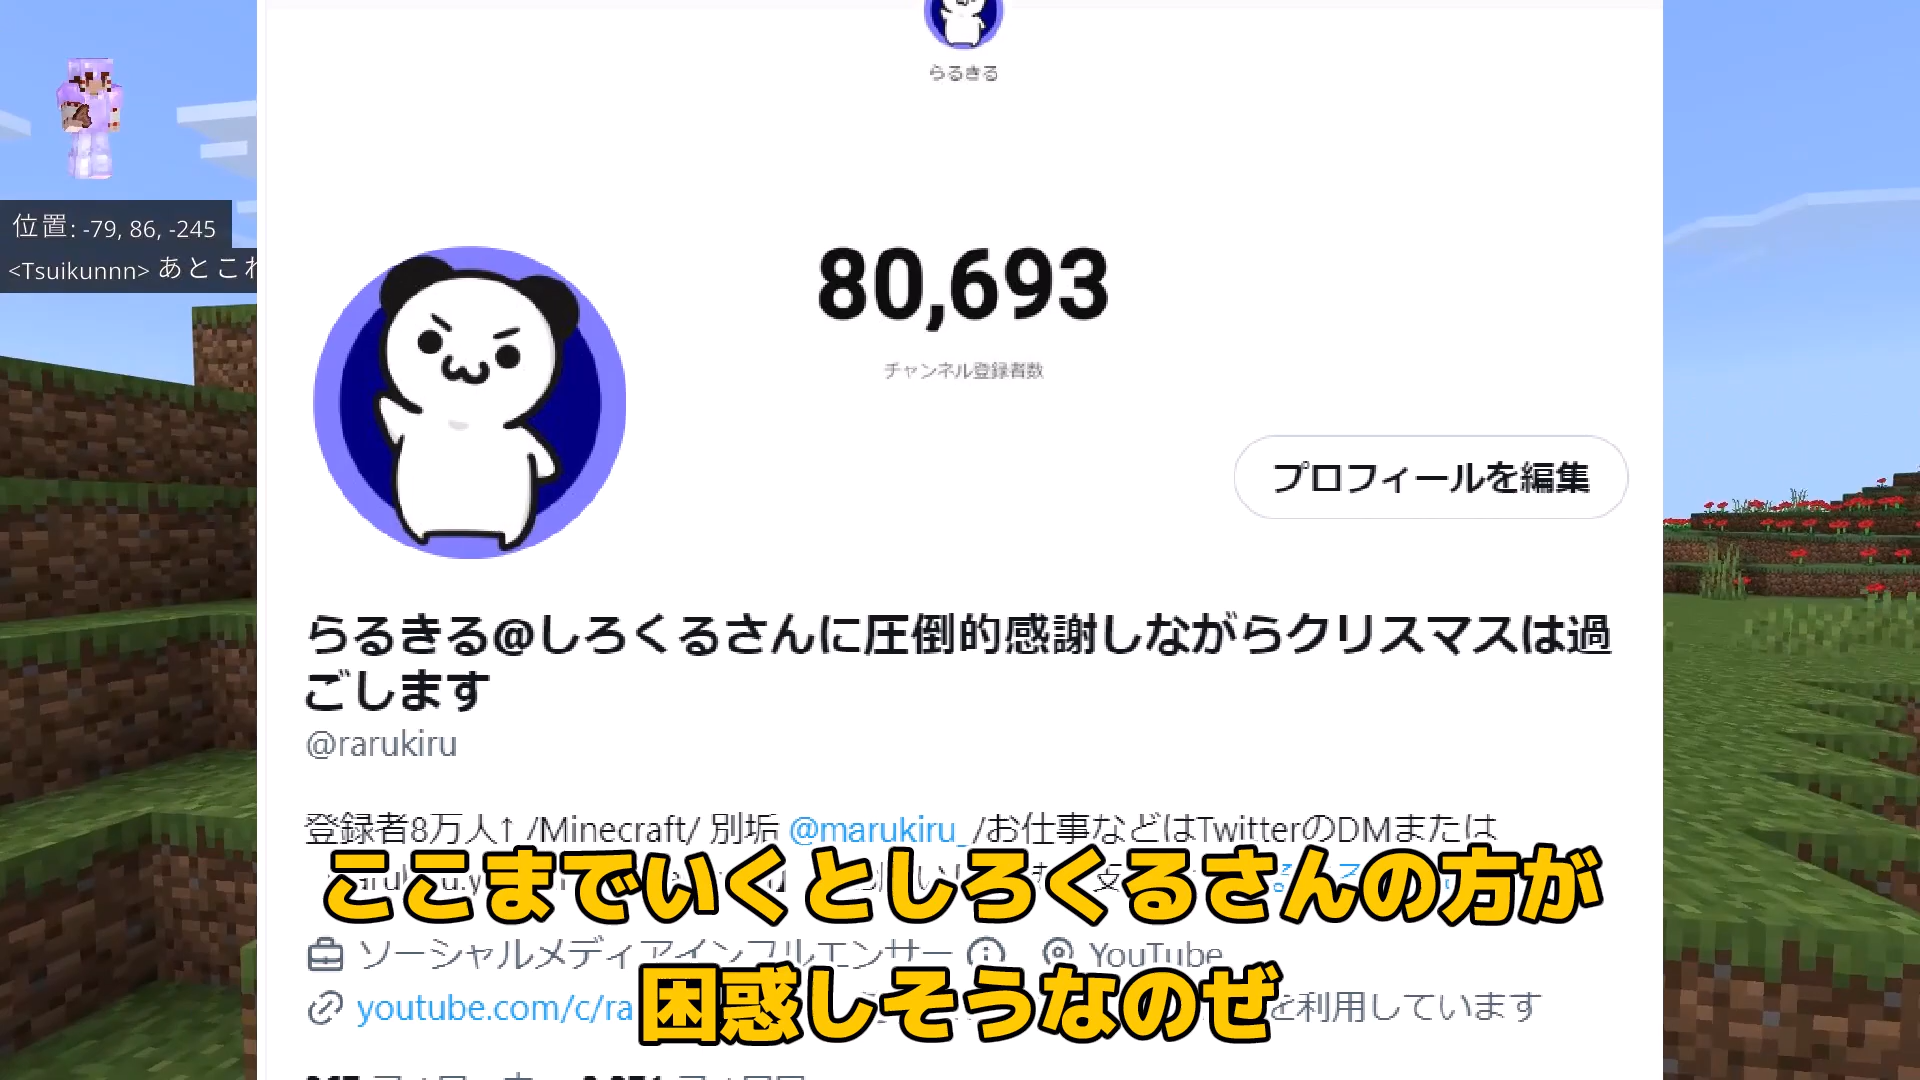 らるきる
位置: -79, 86, -245
<Tsuikunnn> あとこれ
80,693
チャンネル登録者数
プロフィールを編集
らるきる@しろくるさんに圧倒的感謝しながらクリスマスは過
ごします
@rarukiru
登録者8万人↑ /Minecraft/ 別垢 @marukiru_ /お仕事などはTwitterのDMまたは
ここまでいくとしろくるさんの方が
ソーシャルメディアインフルエンサー YouTube
youtube.com/c/ra を利用しています
困惑しそうなのぜ